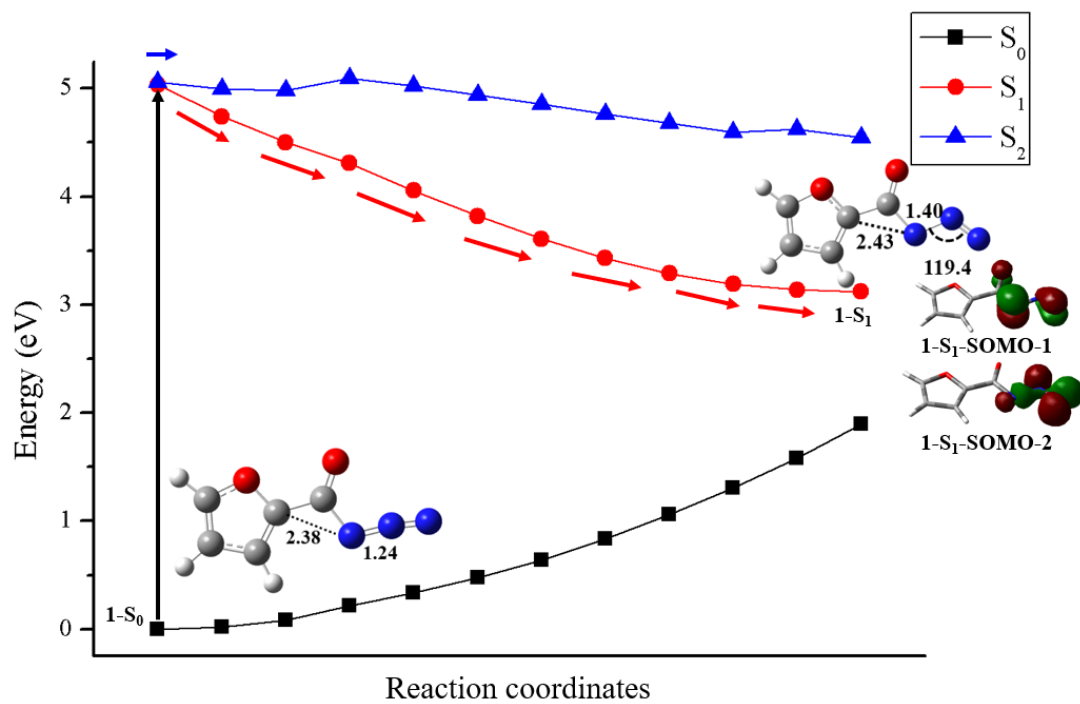 S₀
S₁
S₂
5
4
3
2
1
0
Energy (eV)
Reaction coordinates
1-S₀
2.38
1.24
1-S₁
2.43
1.40
119.4
1-S₁-SOMO-1
1-S₁-SOMO-2